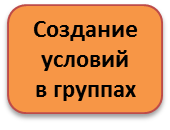 Создание
условий
в группах